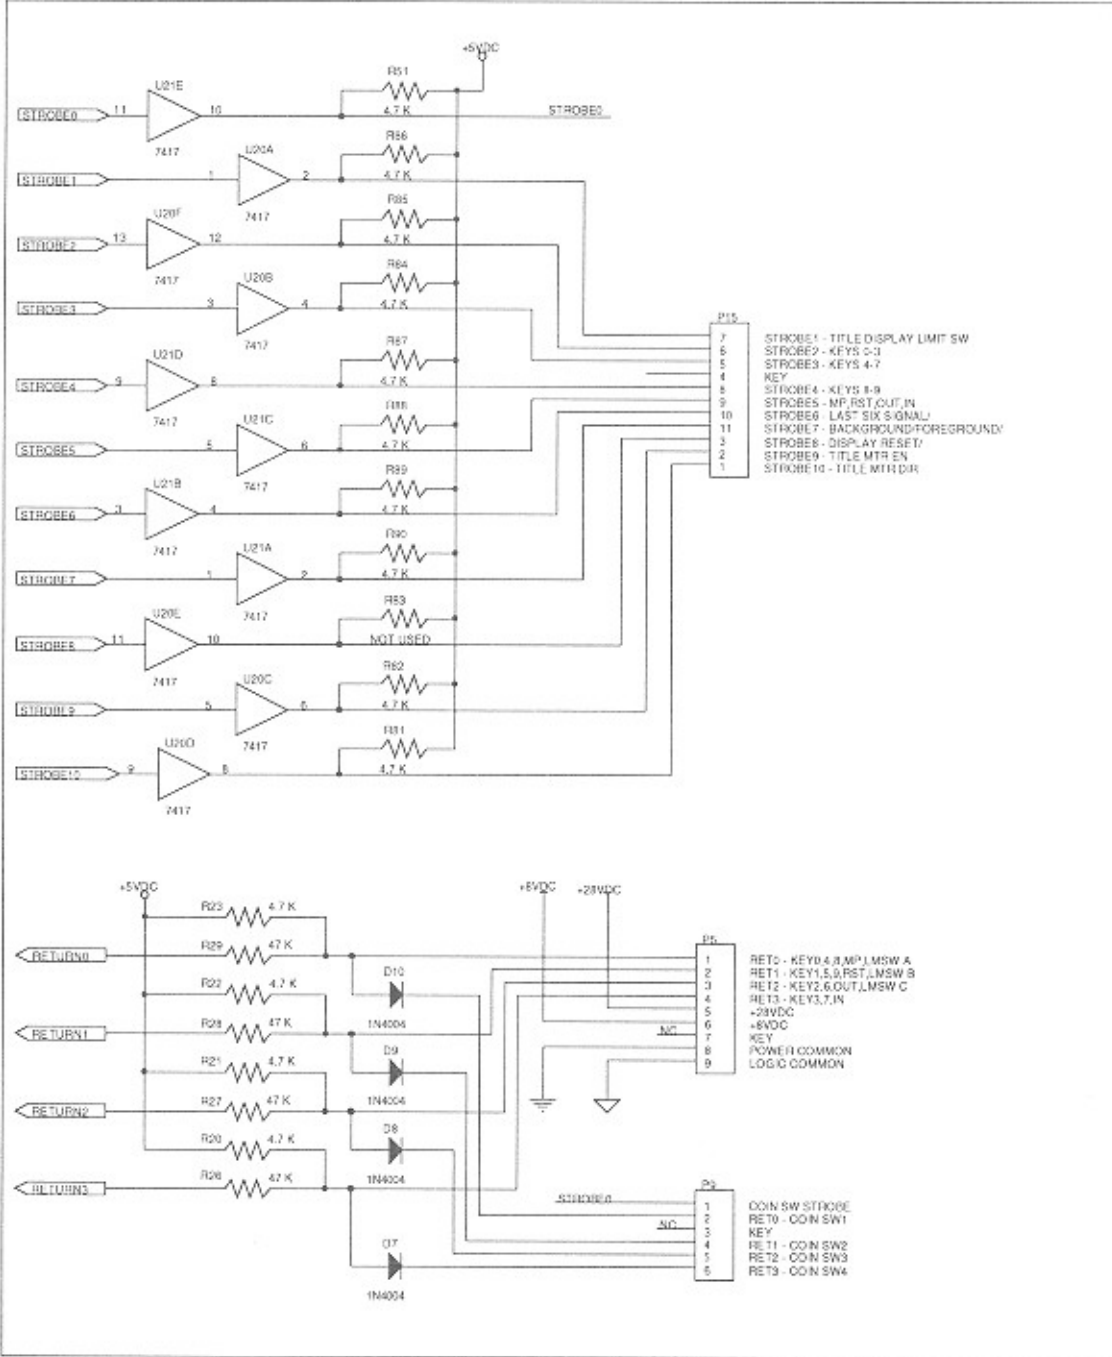 +5VDC
R51
U21E
STROBE0 11 10 4.7 K STROBE0
7417
R86
U20A
STROBE1 1 2 4.7 K
7417
R85
U20F
STROBE2 13 12 4.7 K
7417
R84
U20B
STROBE3 3 4 4.7 K
7417
R87
U21D
STROBE4 9 8 4.7 K
7417
R88
U21C
STROBE5 5 6 4.7 K
7417
R89
U21B
STROBE6 3 4 4.7 K
7417
R90
U21A
STROBE7 1 2 4.7 K
7417
R83
U20E
STROBE8 11 10 NOT USED
7417
R82
U20C
STROBE9 5 6 4.7 K
7417
R81
U20D
STROBE10 9 8 4.7 K
7417
P15
7 STROBE1 - TITLE DISPLAY LIMIT SW
6 STROBE2 - KEYS 0-3
5 STROBE3 - KEYS 4-7
4 KEY
8 STROBE4 - KEYS 8-9
9 STROBE5 - MP,RST,OUT,IN
10 STROBE6 - LAST SIX SIGNAL/
11 STROBE7 - BACKGROUND/FOREGROUND/
3 STROBE8 - DISPLAY RESET/
2 STROBE9 - TITLE MTR EN
1 STROBE10 - TITLE MTR DIR
+5VDC
R23 4.7 K
RETURN0 R29 47 K
R22 4.7 K
RETURN1 R28 47 K
R21 4.7 K
RETURN2 R27 47 K
R20 4.7 K
RETURN3 R26 47 K
D10
1N4004
D9
1N4004
D8
1N4004
D7
1N4004
+8VDC +28VDC
P5
1 RET0 - KEY0,4,8,MP,LMSW A
2 RET1 - KEY1,5,9,RST,LMSW B
3 RET2 - KEY2,6,OUT,LMSW C
4 RET3 - KEY3,7,IN
5 +28VDC
6 +8VDC
NC 7 KEY
8 POWER COMMON
9 LOGIC COMMON
P9
STROBE0 1 COIN SW STROBE
2 RET0 - COIN SW1
NC 3 KEY
4 RET1 - COIN SW2
5 RET2 - COIN SW3
6 RET3 - COIN SW4